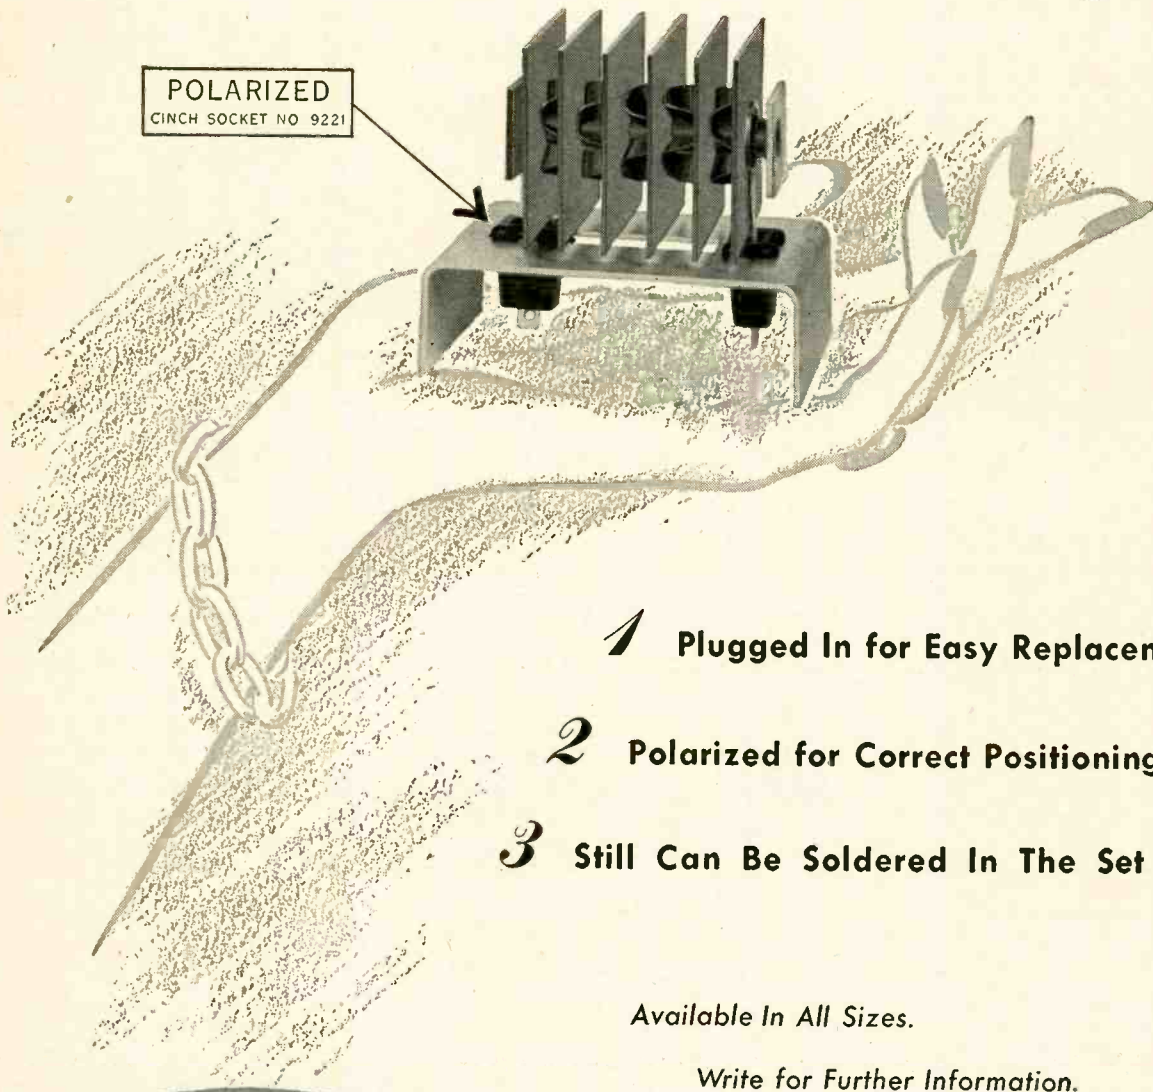 POLARIZED
CINCH SOCKET NO 9221
1 Plugged In for Easy Replacem
2 Polarized for Correct Positioning
3 Still Can Be Soldered In The Set
Available In All Sizes.
Write for Further Information.